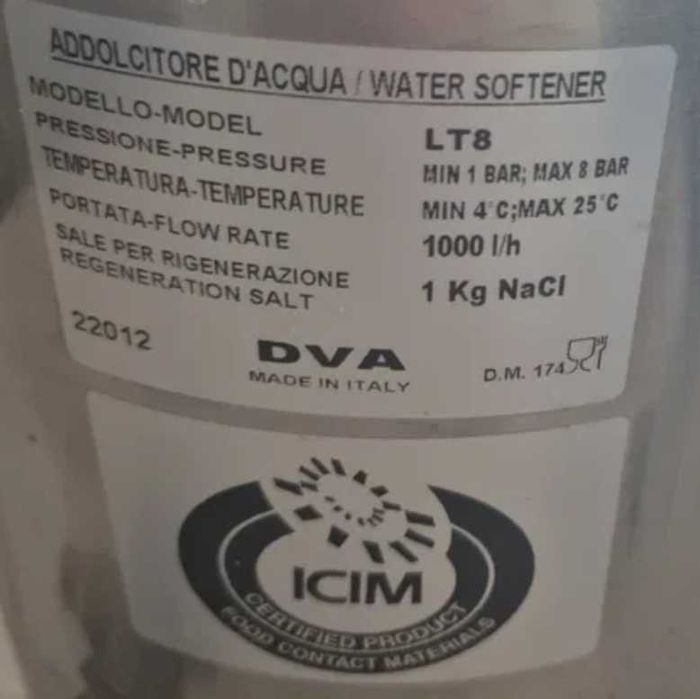 ADDOLCITORE D'ACQUA / WATER SOFTENER
MODELLO-MODEL LT8
PRESSIONE-PRESSURE MIN 1 BAR; MAX 8 BAR
TEMPERATURA-TEMPERATURE MIN 4°C;MAX 25°C
PORTATA-FLOW RATE 1000 l/h
SALE PER RIGENERAZIONE
REGENERATION SALT 1 Kg NaCl
22012
DVA
MADE IN ITALY
D.M. 174
ICIM
CERTIFIED PRODUCT
FOOD CONTACT MATERIALS